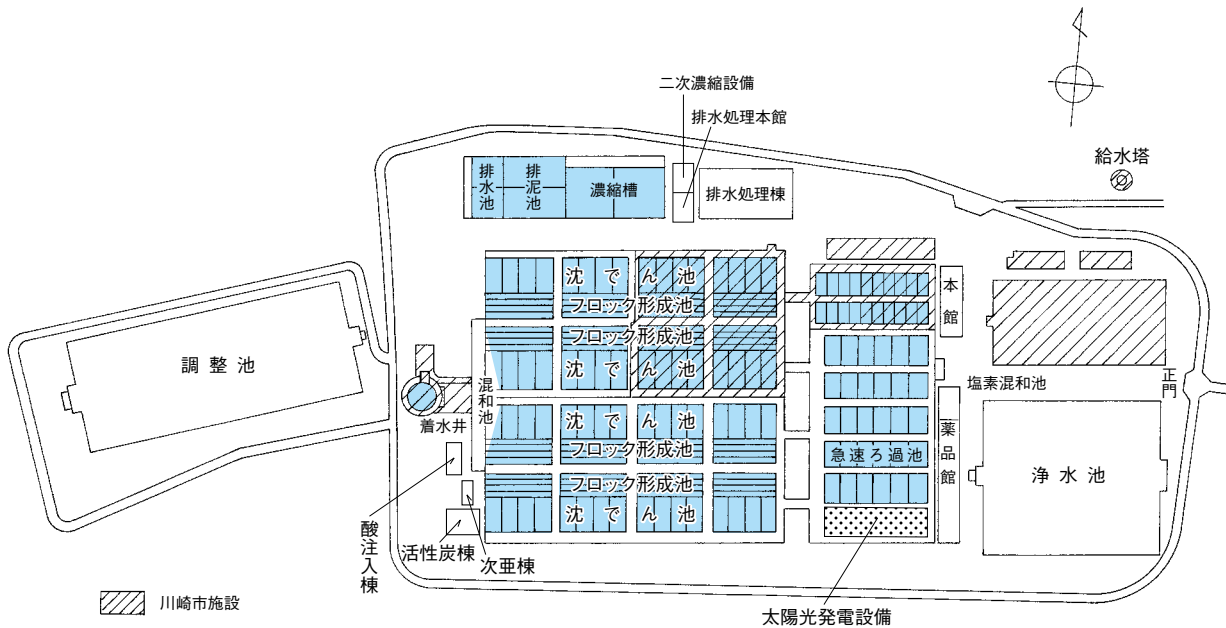 二次濃縮設備
排水処理本館
給水塔
排水池
排泥池
濃縮槽
排水処理棟
沈でん池
フロック形成池
フロック形成池
沈でん池
本館
調整池
混和池
着水井
塩素混和池
正門
沈でん池
フロック形成池
フロック形成池
沈でん池
急速ろ過池
薬品館
浄水池
酸注入棟
活性炭棟
次亜棟
川崎市施設
太陽光発電設備